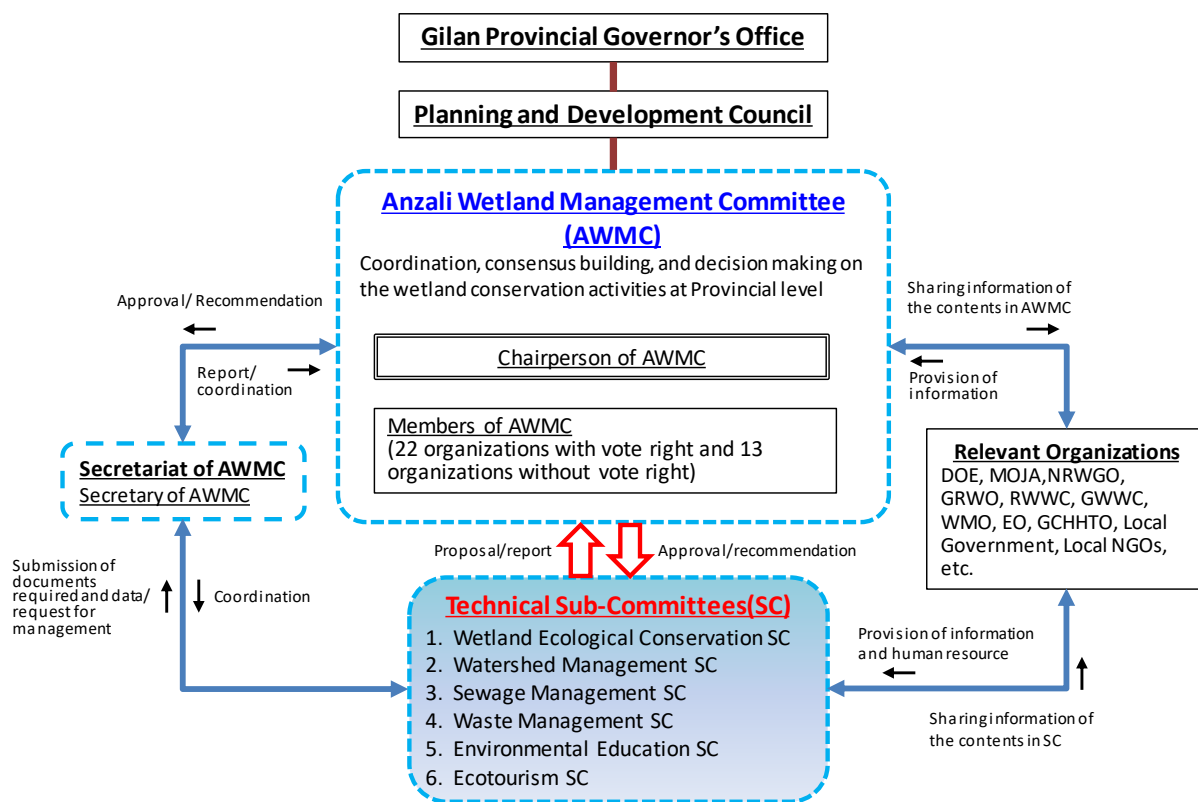 Gilan Provincial Governor's Office
Planning and Development Council
Anzali Wetland Management Committee
(AWMC)
Coordination, consensus building, and decision making on
the wetland conservation activities at Provincial level
Chairperson of AWMC
Members of AWMC
(22 organizations with vote right and 13
organizations without vote right)
Approval/ Recommendation
Report/
coordination
Sharing information of
the contents in AWMC
Provision of
information
Secretariat of AWMC
Secretary of AWMC
Relevant Organizations
DOE, MOJA,NRWGO,
GRWO, RWWC, GWWC,
WMO, EO, GCHHTO, Local
Government, Local NGOs,
etc.
Proposal/report
Approval/recommendation
Submission of
documents
required and data/
request for
management
Coordination
Technical Sub-Committees(SC)
1. Wetland Ecological Conservation SC
2. Watershed Management SC
3. Sewage Management SC
4. Waste Management SC
5. Environmental Education SC
6. Ecotourism SC
Provision of information
and human resource
Sharing information of
the contents in SC